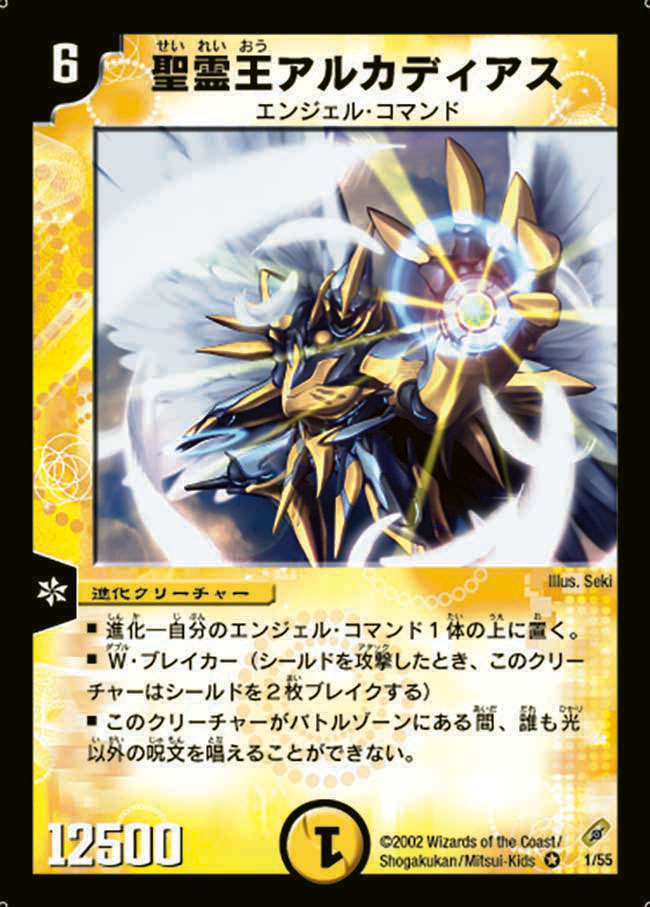 6
せいれいおう
聖霊王アルカディアス
エンジェル・コマンド
Illus. Seki
進化クリーチャー
しんか じぶん たい うえ お
■ 進化―自分のエンジェル・コマンド１体の上に置く。
ダブル アタック
■ W・ブレイカー（シールドを攻撃したとき、このクリー
まい
チャーはシールドを２枚ブレイクする）
あいだ だれ ひかり
■ このクリーチャーがバトルゾーンにある間、誰も光
いがい じゅもん とな
以外の呪文を唱えることができない。
12500
1
©2002 Wizards of the Coast/
Shogakukan/Mitsui-Kids 1/55